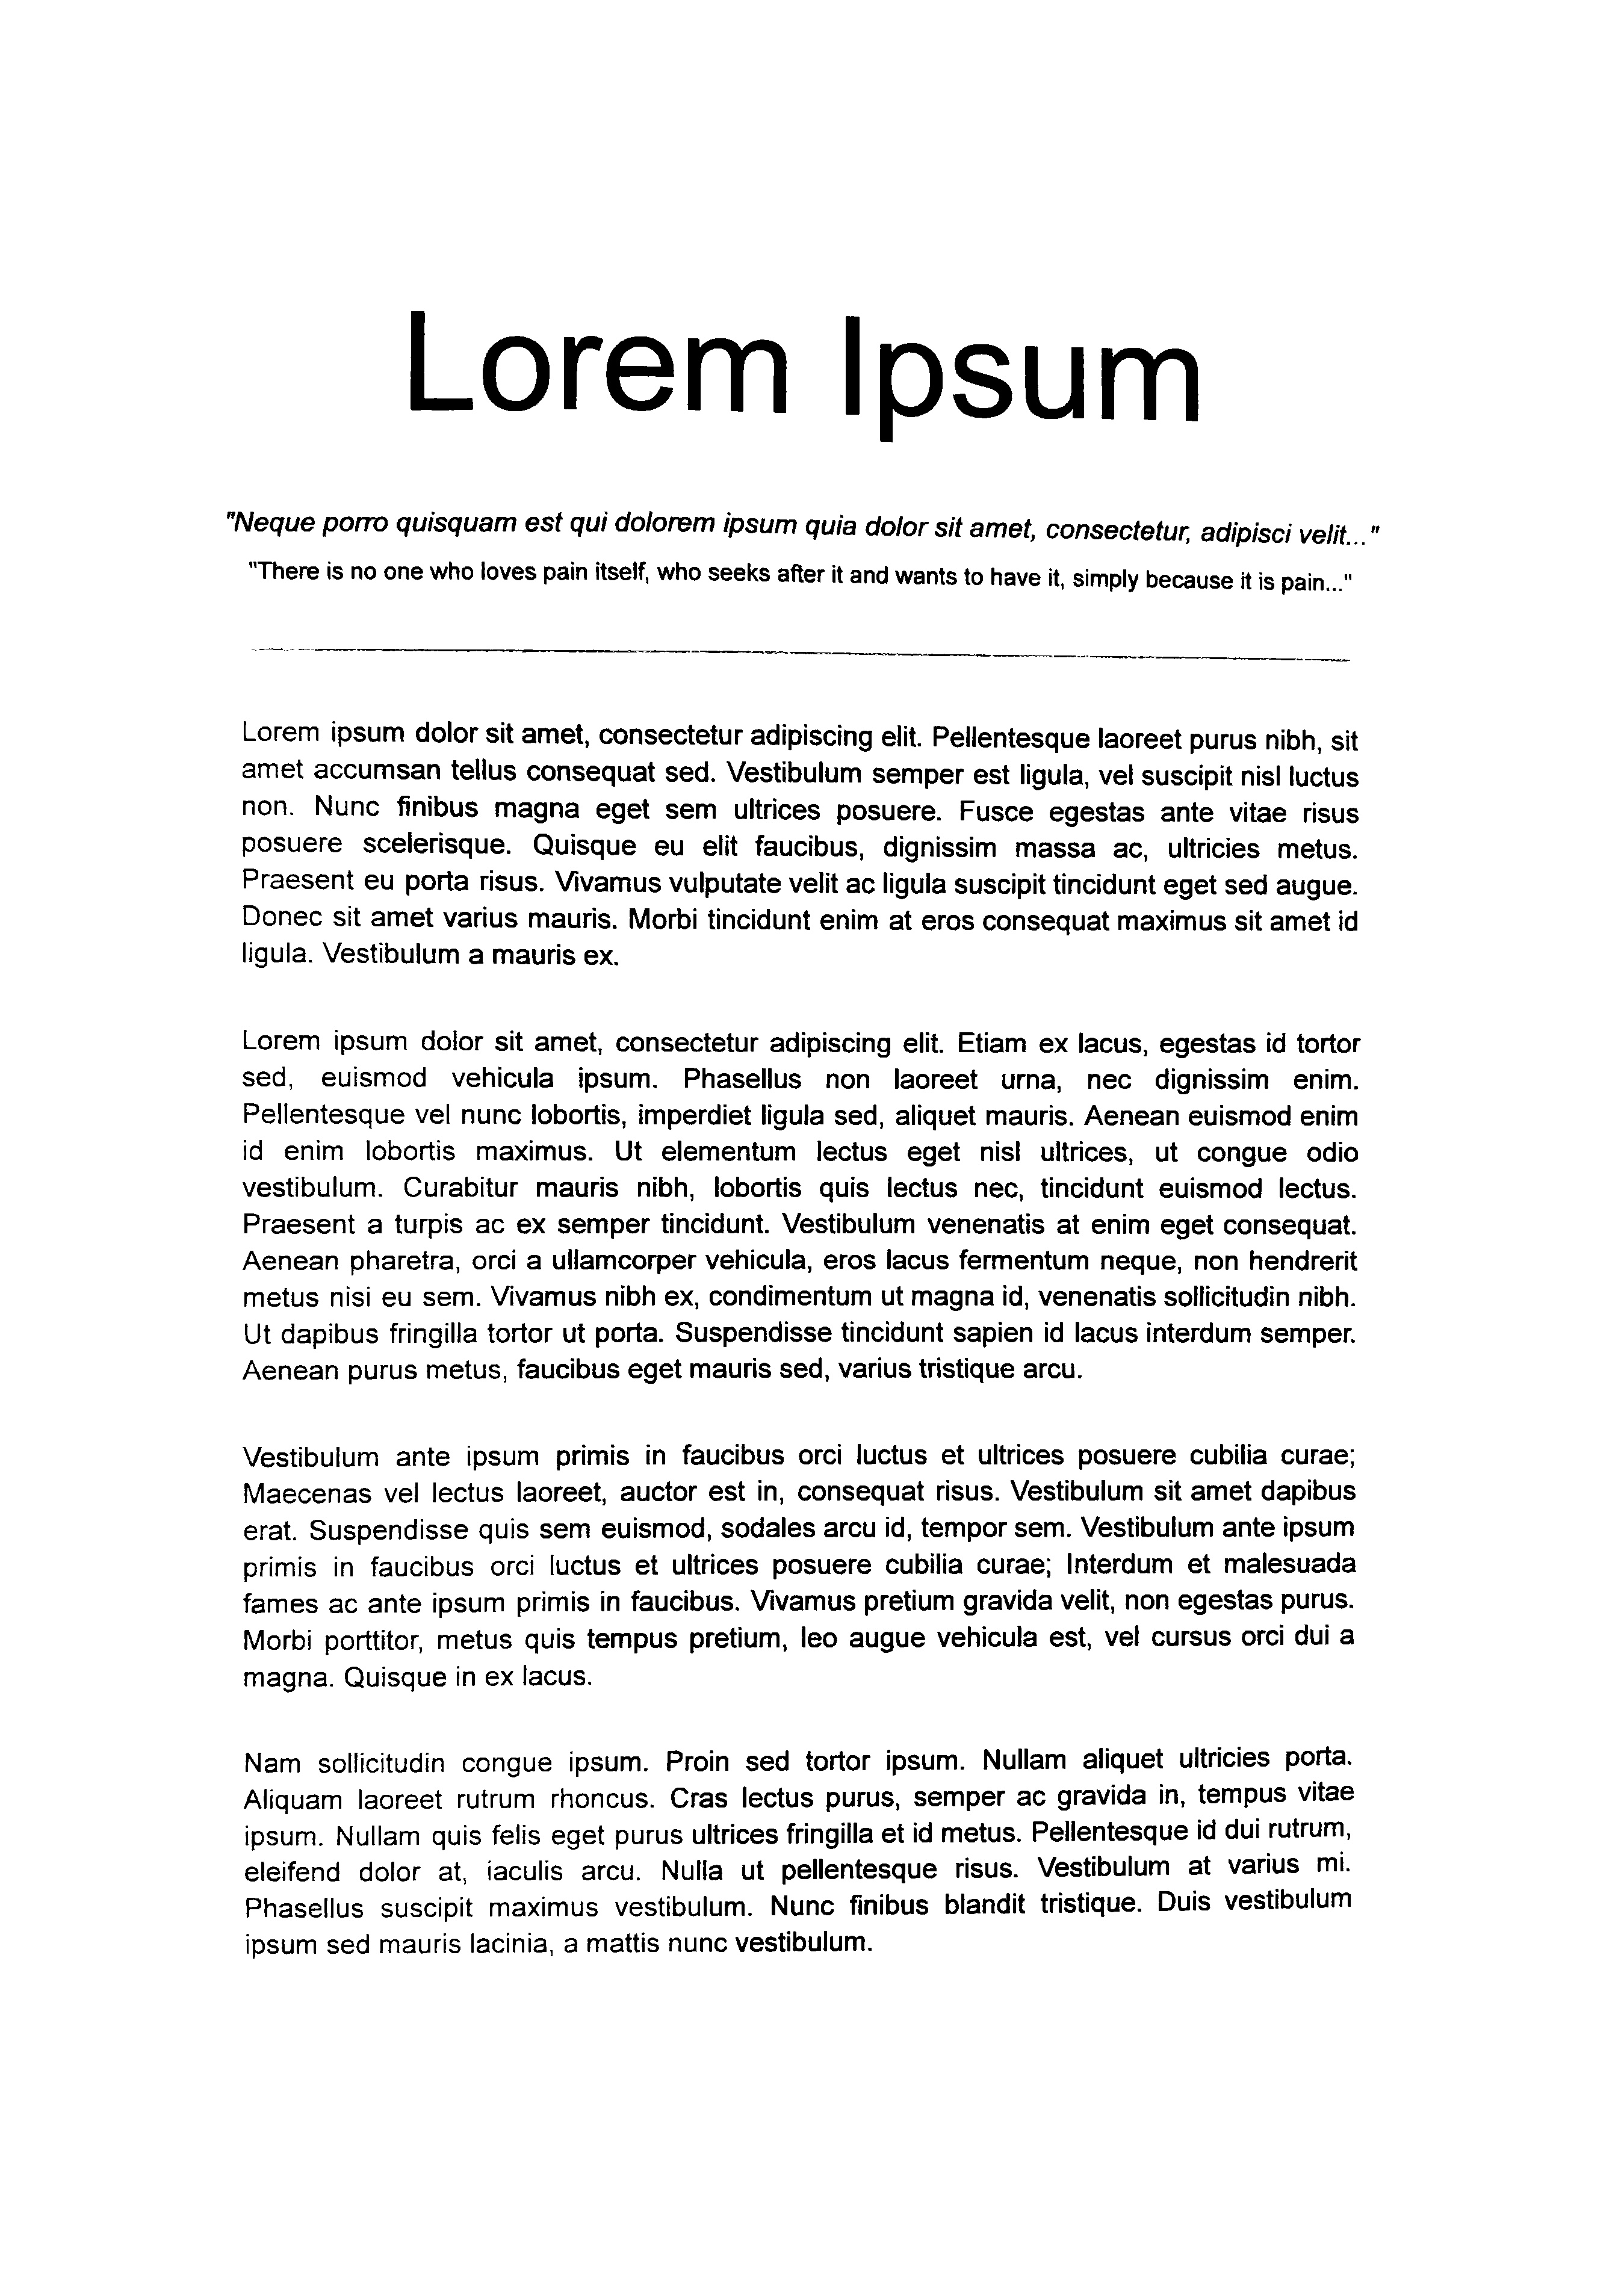 Lorem Ipsum
"Neque porro quisquam est qui dolorem ipsum quia dolor sit amet, consectetur, adipisci velit..."
"There is no one who loves pain itself, who seeks after it and wants to have it, simply because it is pain..."
Lorem ipsum dolor sit amet, consectetur adipiscing elit. Pellentesque laoreet purus nibh, sit
amet accumsan tellus consequat sed. Vestibulum semper est ligula, vel suscipit nisl luctus
non. Nunc finibus magna eget sem ultrices posuere. Fusce egestas ante vitae risus
posuere scelerisque. Quisque eu elit faucibus, dignissim massa ac, ultricies metus.
Praesent eu porta risus. Vivamus vulputate velit ac ligula suscipit tincidunt eget sed augue.
Donec sit amet varius mauris. Morbi tincidunt enim at eros consequat maximus sit amet id
ligula. Vestibulum a mauris ex.
Lorem ipsum dolor sit amet, consectetur adipiscing elit. Etiam ex lacus, egestas id tortor
sed, euismod vehicula ipsum. Phasellus non laoreet urna, nec dignissim enim.
Pellentesque vel nunc lobortis, imperdiet ligula sed, aliquet mauris. Aenean euismod enim
id enim lobortis maximus. Ut elementum lectus eget nisl ultrices, ut congue odio
vestibulum. Curabitur mauris nibh, lobortis quis lectus nec, tincidunt euismod lectus.
Praesent a turpis ac ex semper tincidunt. Vestibulum venenatis at enim eget consequat.
Aenean pharetra, orci a ullamcorper vehicula, eros lacus fermentum neque, non hendrerit
metus nisi eu sem. Vivamus nibh ex, condimentum ut magna id, venenatis sollicitudin nibh.
Ut dapibus fringilla tortor ut porta. Suspendisse tincidunt sapien id lacus interdum semper.
Aenean purus metus, faucibus eget mauris sed, varius tristique arcu.
Vestibulum ante ipsum primis in faucibus orci luctus et ultrices posuere cubilia curae;
Maecenas vel lectus laoreet, auctor est in, consequat risus. Vestibulum sit amet dapibus
erat. Suspendisse quis sem euismod, sodales arcu id, tempor sem. Vestibulum ante ipsum
primis in faucibus orci luctus et ultrices posuere cubilia curae; Interdum et malesuada
fames ac ante ipsum primis in faucibus. Vivamus pretium gravida velit, non egestas purus.
Morbi porttitor, metus quis tempus pretium, leo augue vehicula est, vel cursus orci dui a
magna. Quisque in ex lacus.
Nam sollicitudin congue ipsum. Proin sed tortor ipsum. Nullam aliquet ultricies porta.
Aliquam laoreet rutrum rhoncus. Cras lectus purus, semper ac gravida in, tempus vitae
ipsum. Nullam quis felis eget purus ultrices fringilla et id metus. Pellentesque id dui rutrum,
eleifend dolor at, iaculis arcu. Nulla ut pellentesque risus. Vestibulum at varius mi.
Phasellus suscipit maximus vestibulum. Nunc finibus blandit tristique. Duis vestibulum
ipsum sed mauris lacinia, a mattis nunc vestibulum.